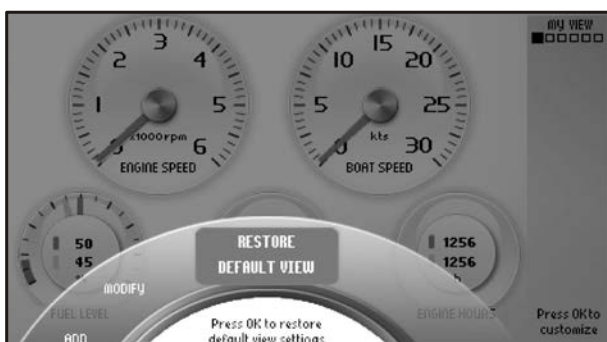 MY VIEW
3
2
4
1
5
x1000rpm
6
ENGINE SPEED
15
10
20
5
25
kts
0
30
BOAT SPEED
50
45
1256
1256
h
MODIFY
FUEL LEVEL
ADD
RESTORE
DEFAULT VIEW
Press OK to restore
default view settings
ENGINE HOURS
Press OK to
customize